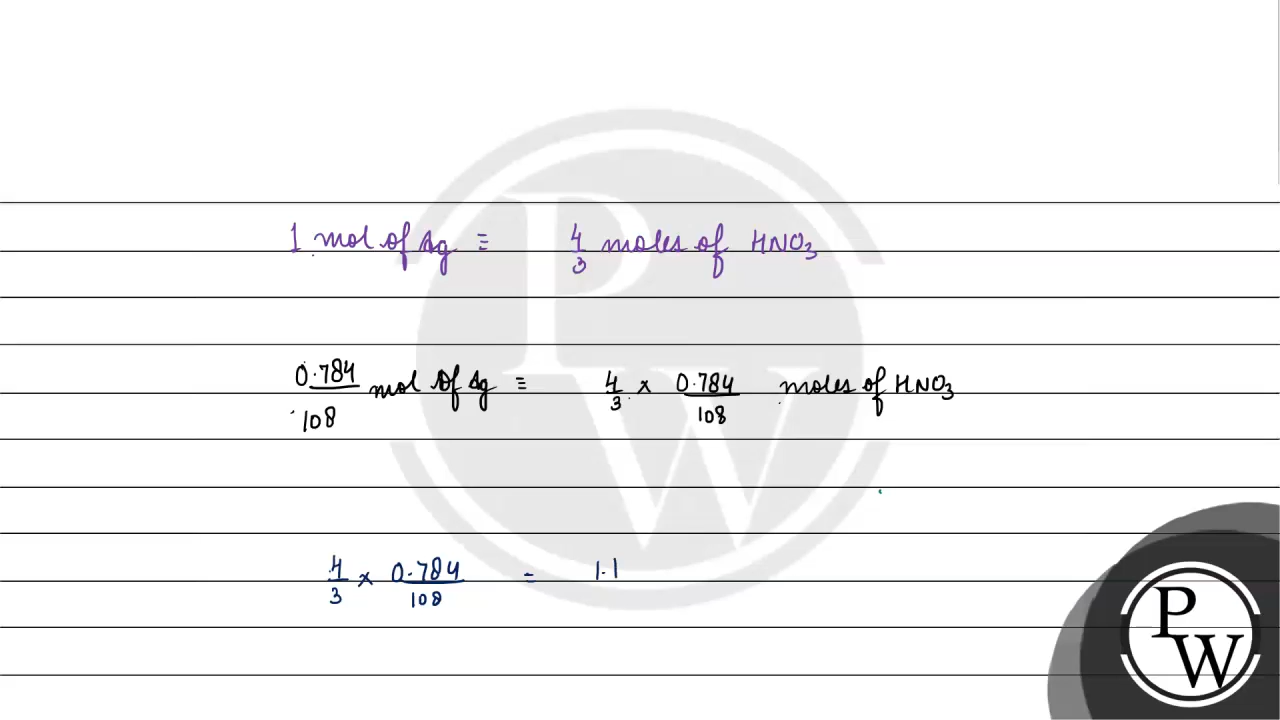 1 mol of Ag ≡ 4/3 moles of HNO3
0.784/108 mol of Ag ≡ 4/3 × 0.784/108 moles of HNO3
4/3 × 0.784/108 = 1.1
P
W
P
W